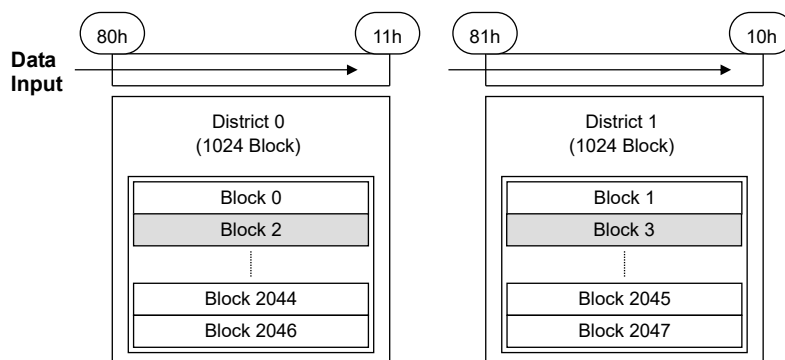 80h
11h
81h
10h
Data
Input
District 0
(1024 Block)
Block 0
Block 2
Block 2044
Block 2046
District 1
(1024 Block)
Block 1
Block 3
Block 2045
Block 2047